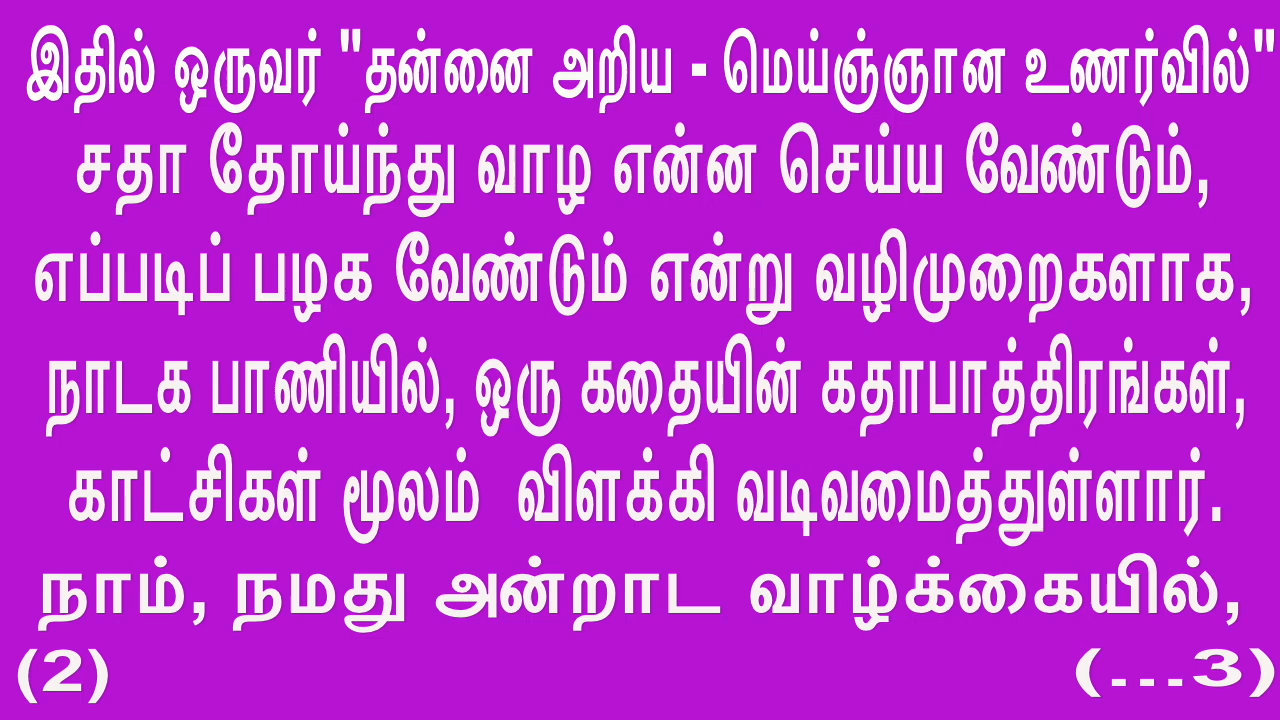 இதில் ஒருவர் "தன்னை அறிய - மெய்ஞ்ஞான உணர்வில்"
சதா தோய்ந்து வாழ என்ன செய்ய வேண்டும்,
எப்படிப் பழக வேண்டும் என்று வழிமுறைகளாக,
நாடக பாணியில், ஒரு கதையின் கதாபாத்திரங்கள்,
காட்சிகள் மூலம் விளக்கி வடிவமைத்துள்ளார்.
நாம், நமது அன்றாட வாழ்க்கையில்,
(2) (...3)